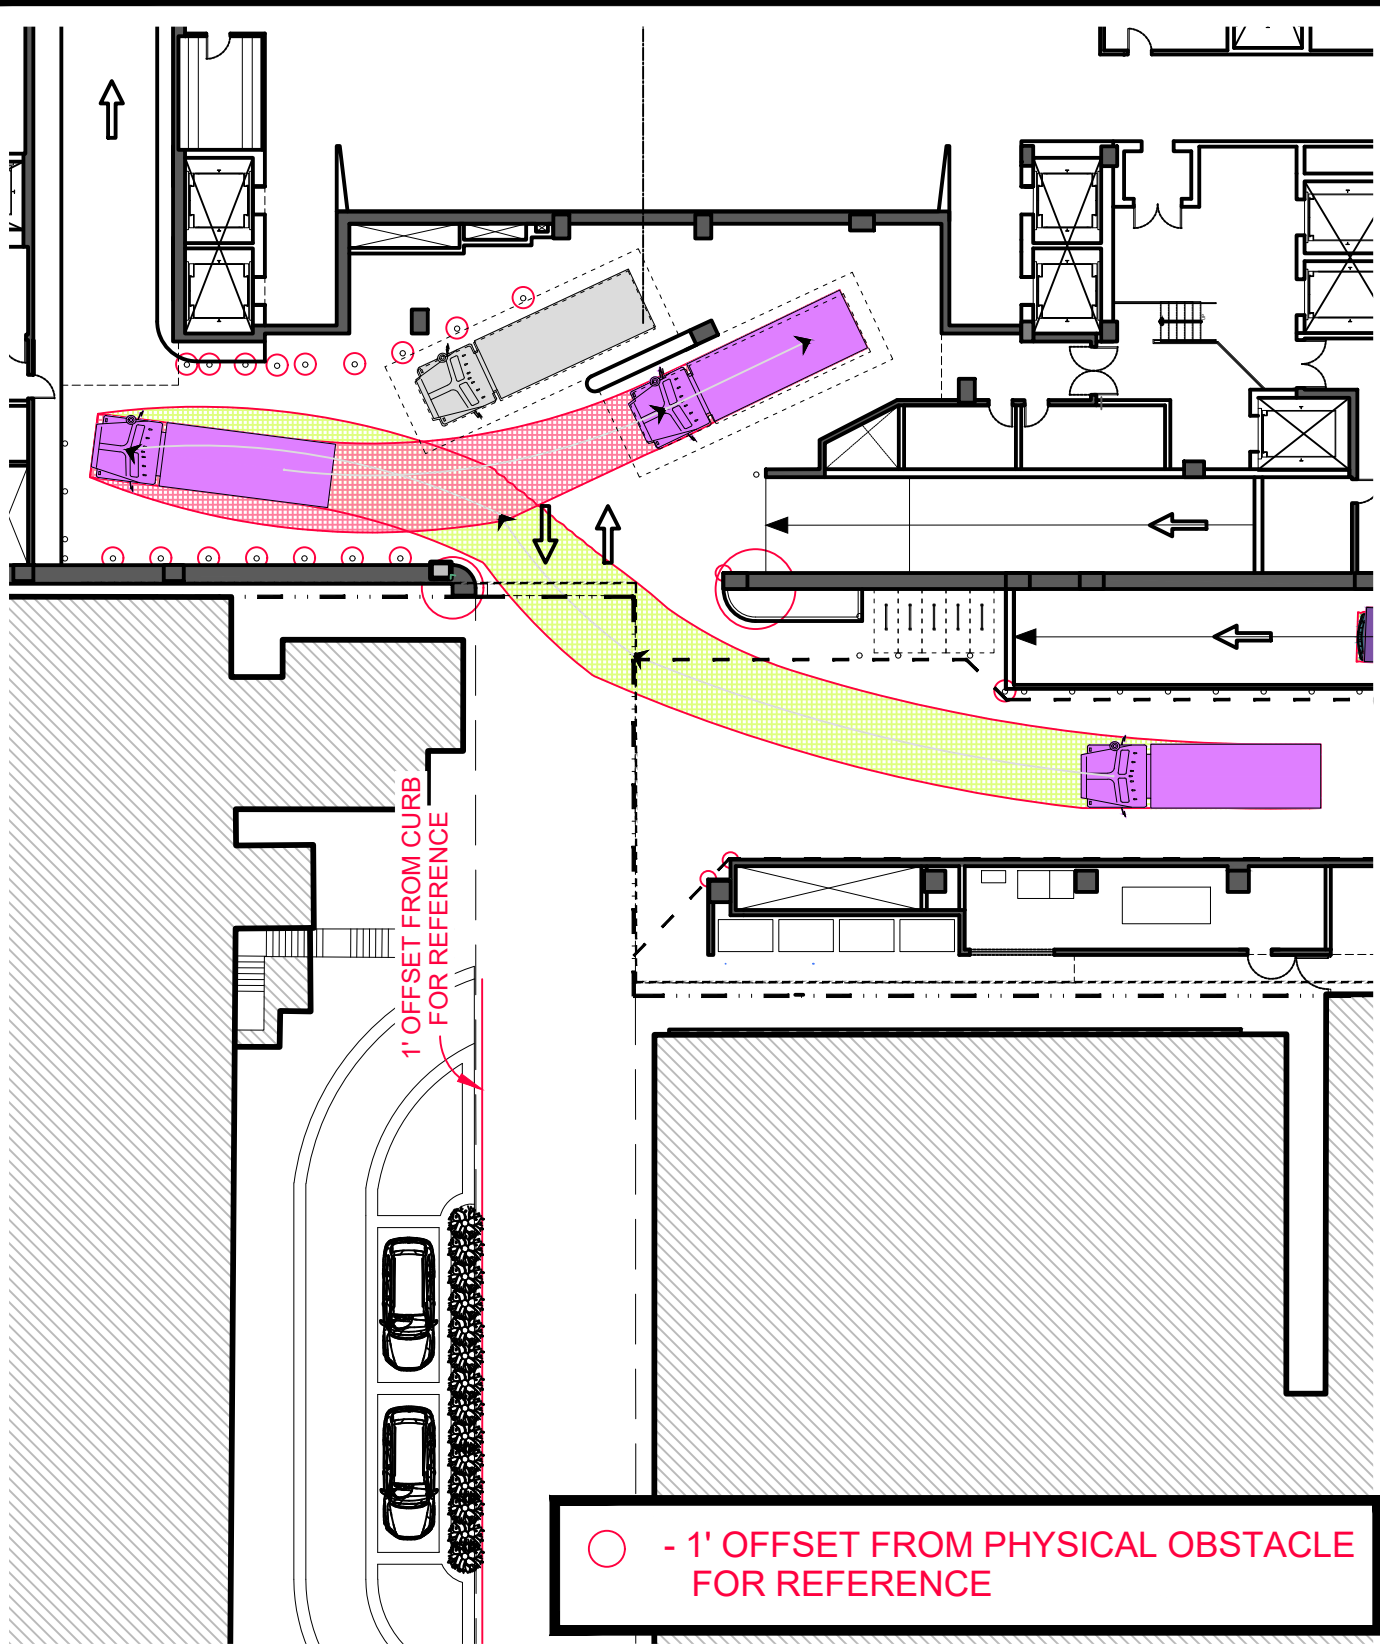 1' OFFSET FROM CURB
FOR REFERENCE
- 1' OFFSET FROM PHYSICAL OBSTACLE
FOR REFERENCE